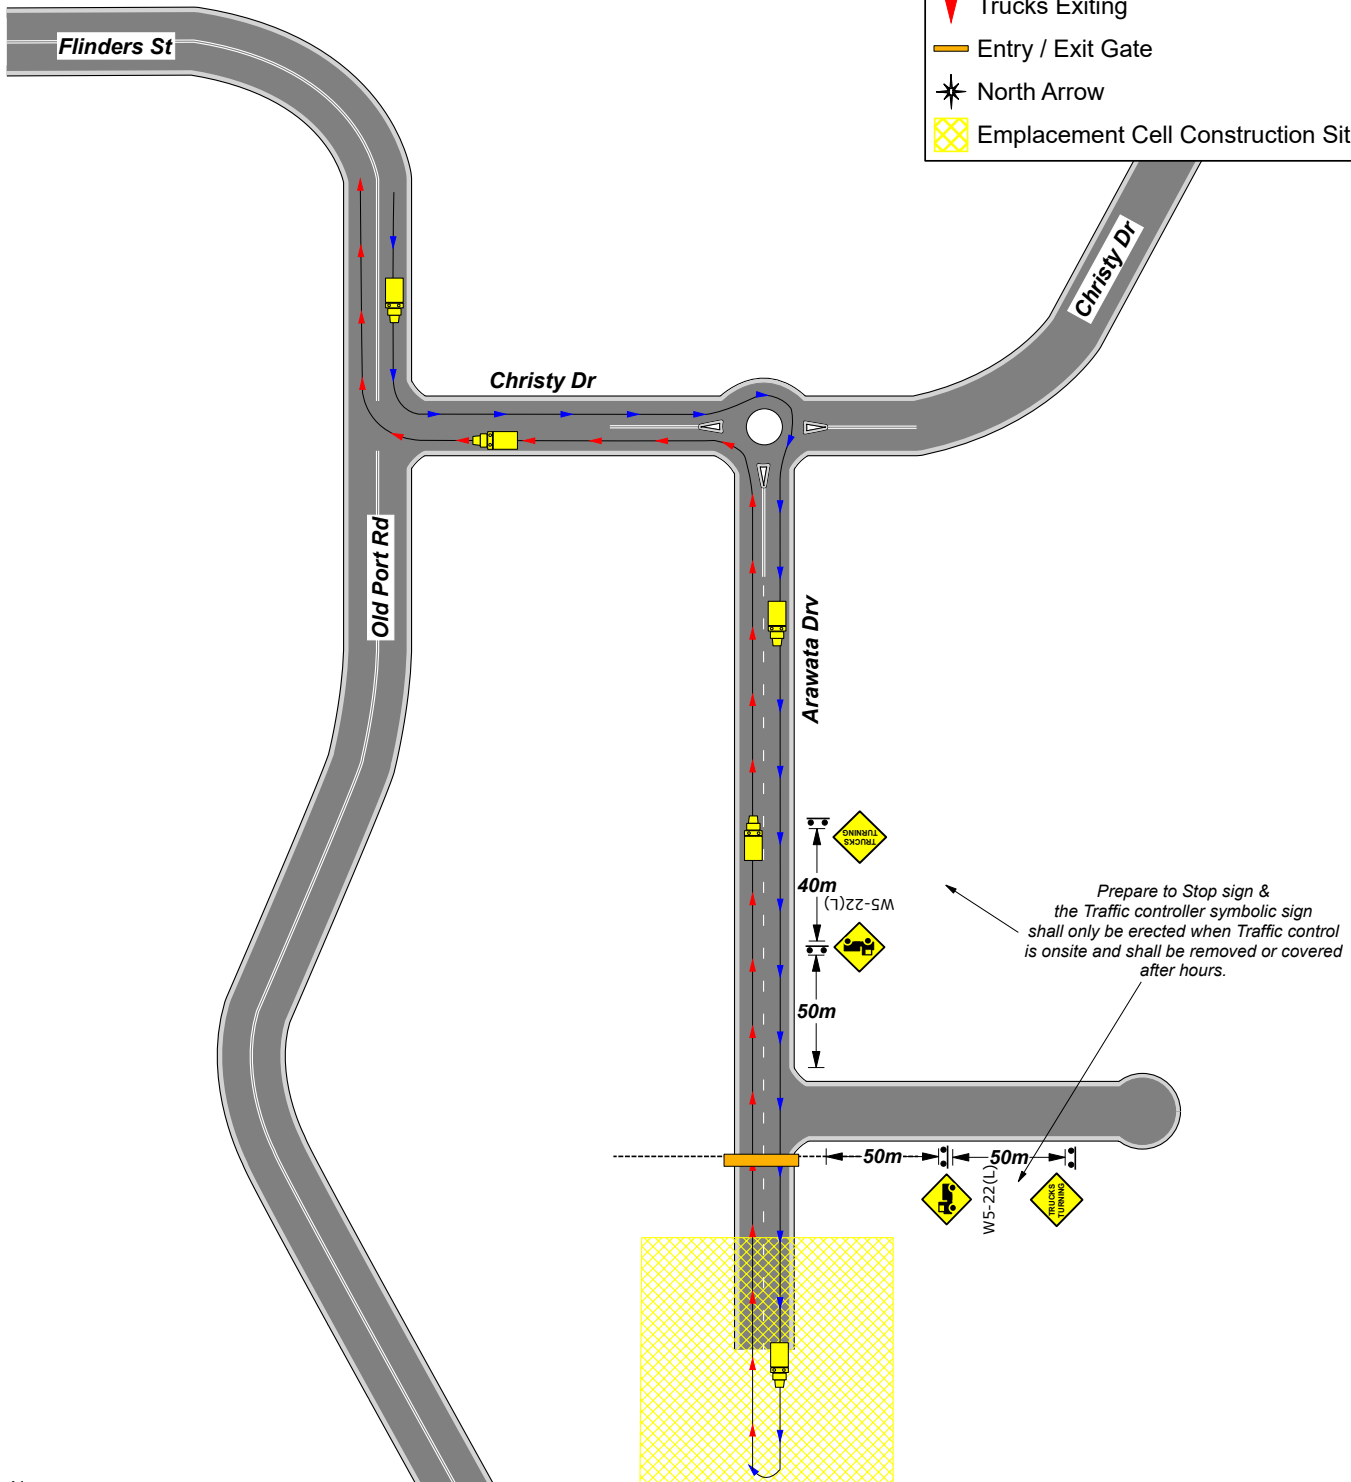 Trucks Exiting
Entry / Exit Gate
North Arrow
Emplacement Cell Construction Sit
Flinders St
Christy Dr
Christy Dr
Old Port Rd
Arawata Drv
TRUCKS
TURNING
40m
W5-22(L)
50m
Prepare to Stop sign &
the Traffic controller symbolic sign
shall only be erected when Traffic control
is onsite and shall be removed or covered
after hours.
50m
50m
W5-22(L)
TRUCKS
TURNING